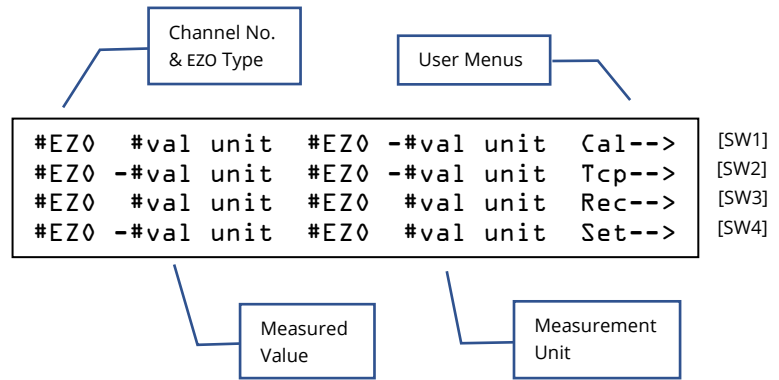 Channel No.
& EZO Type
User Menus
#EZO #val unit #EZO -#val unit Cal-->
[SW1]
#EZO -#val unit #EZO -#val unit Tcp-->
[SW2]
#EZO #val unit #EZO #val unit Rec-->
[SW3]
#EZO -#val unit #EZO #val unit Set-->
[SW4]
Measured
Value
Measurement
Unit